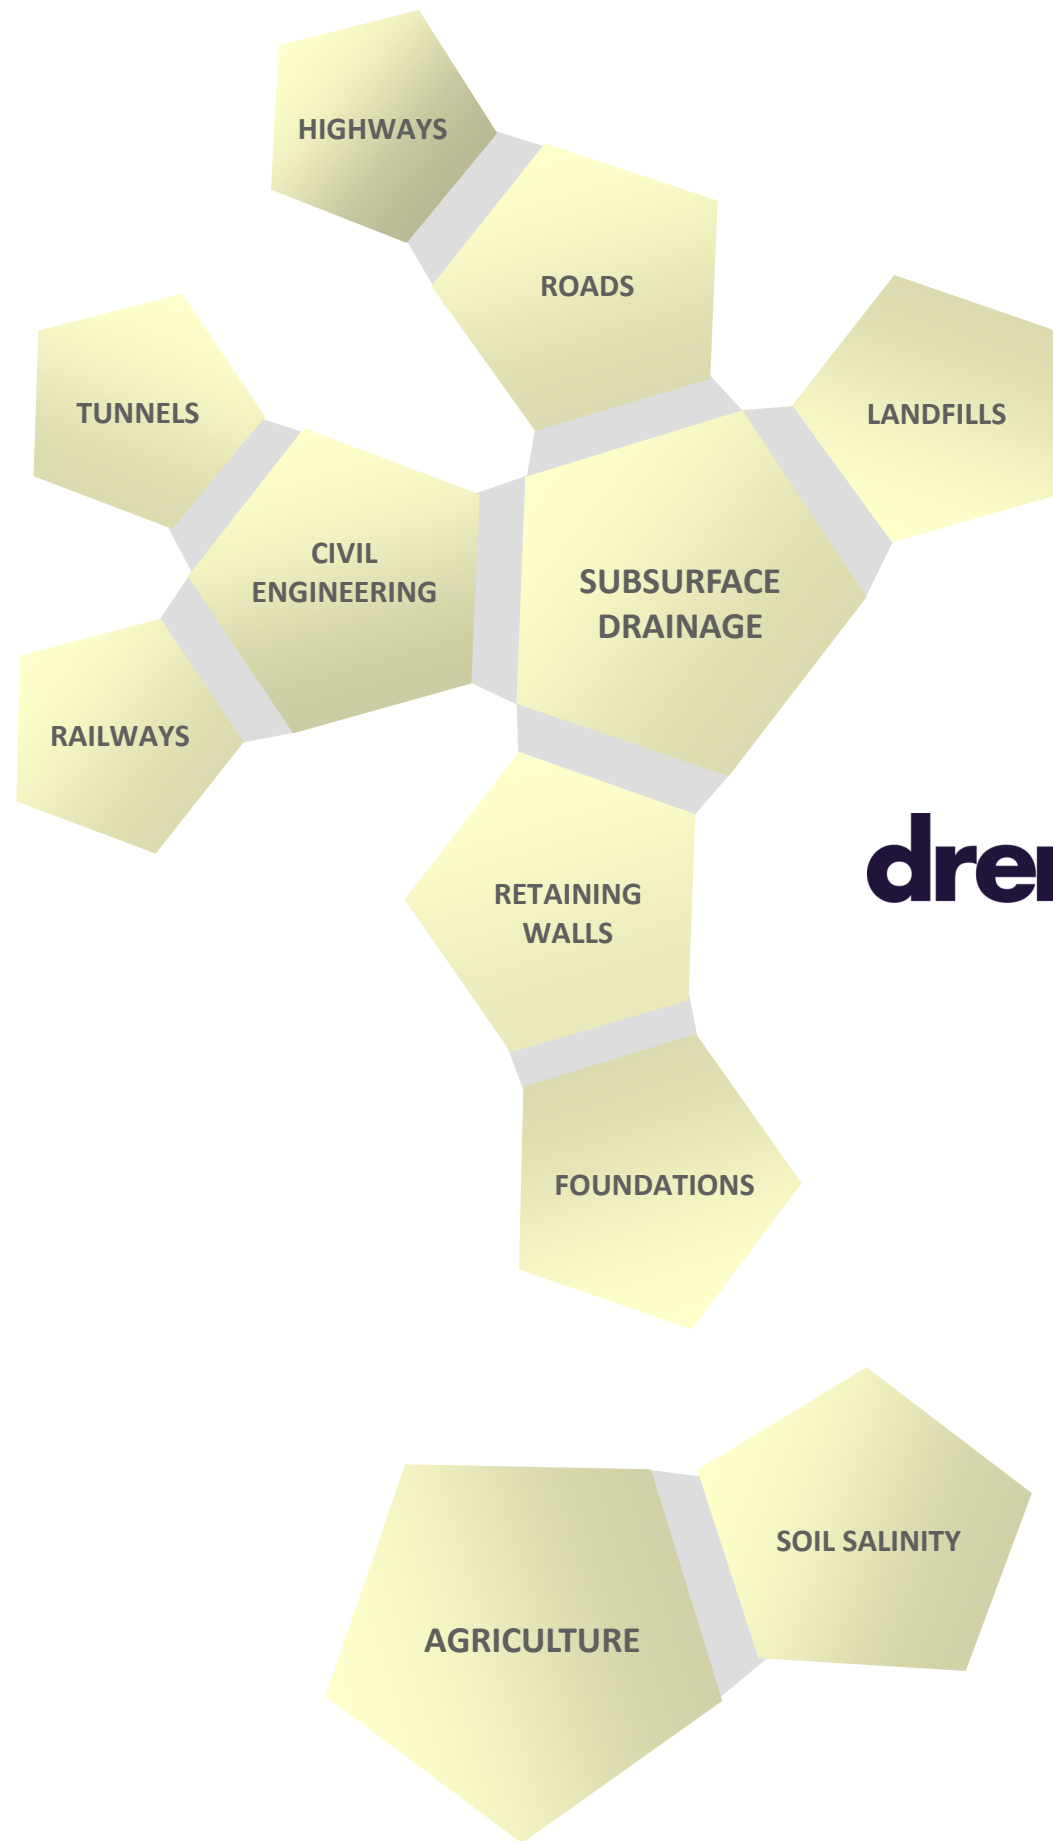 HIGHWAYS
ROADS
TUNNELS
LANDFILLS
CIVIL
ENGINEERING
SUBSURFACE
DRAINAGE
RAILWAYS
RETAINING
WALLS
FOUNDATIONS
SOIL SALINITY
AGRICULTURE